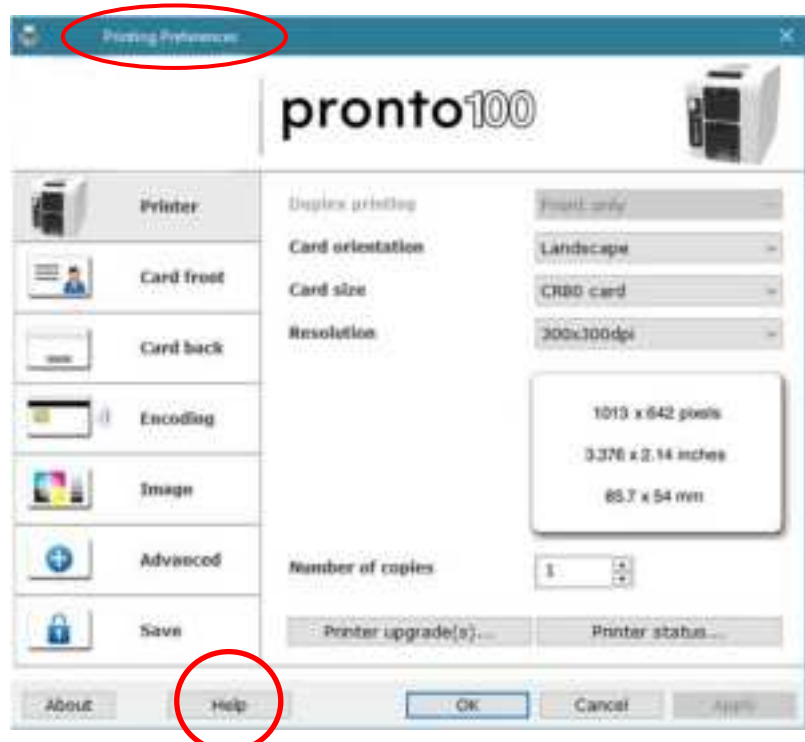 Printing Preferences
pronto100
Printer
Duplex printing
Front only
Card orientation
Landscape
Card front
Card size
CR80 card
Resolution
300x300dpi
Card back
1013 x 642 pixels
Encoding
3.376 x 2.14 inches
85.7 x 54 mm
Image
Advanced
Number of copies
1
Save
Printer upgrade(s)...
Printer status...
About
Help
OK
Cancel
Apply